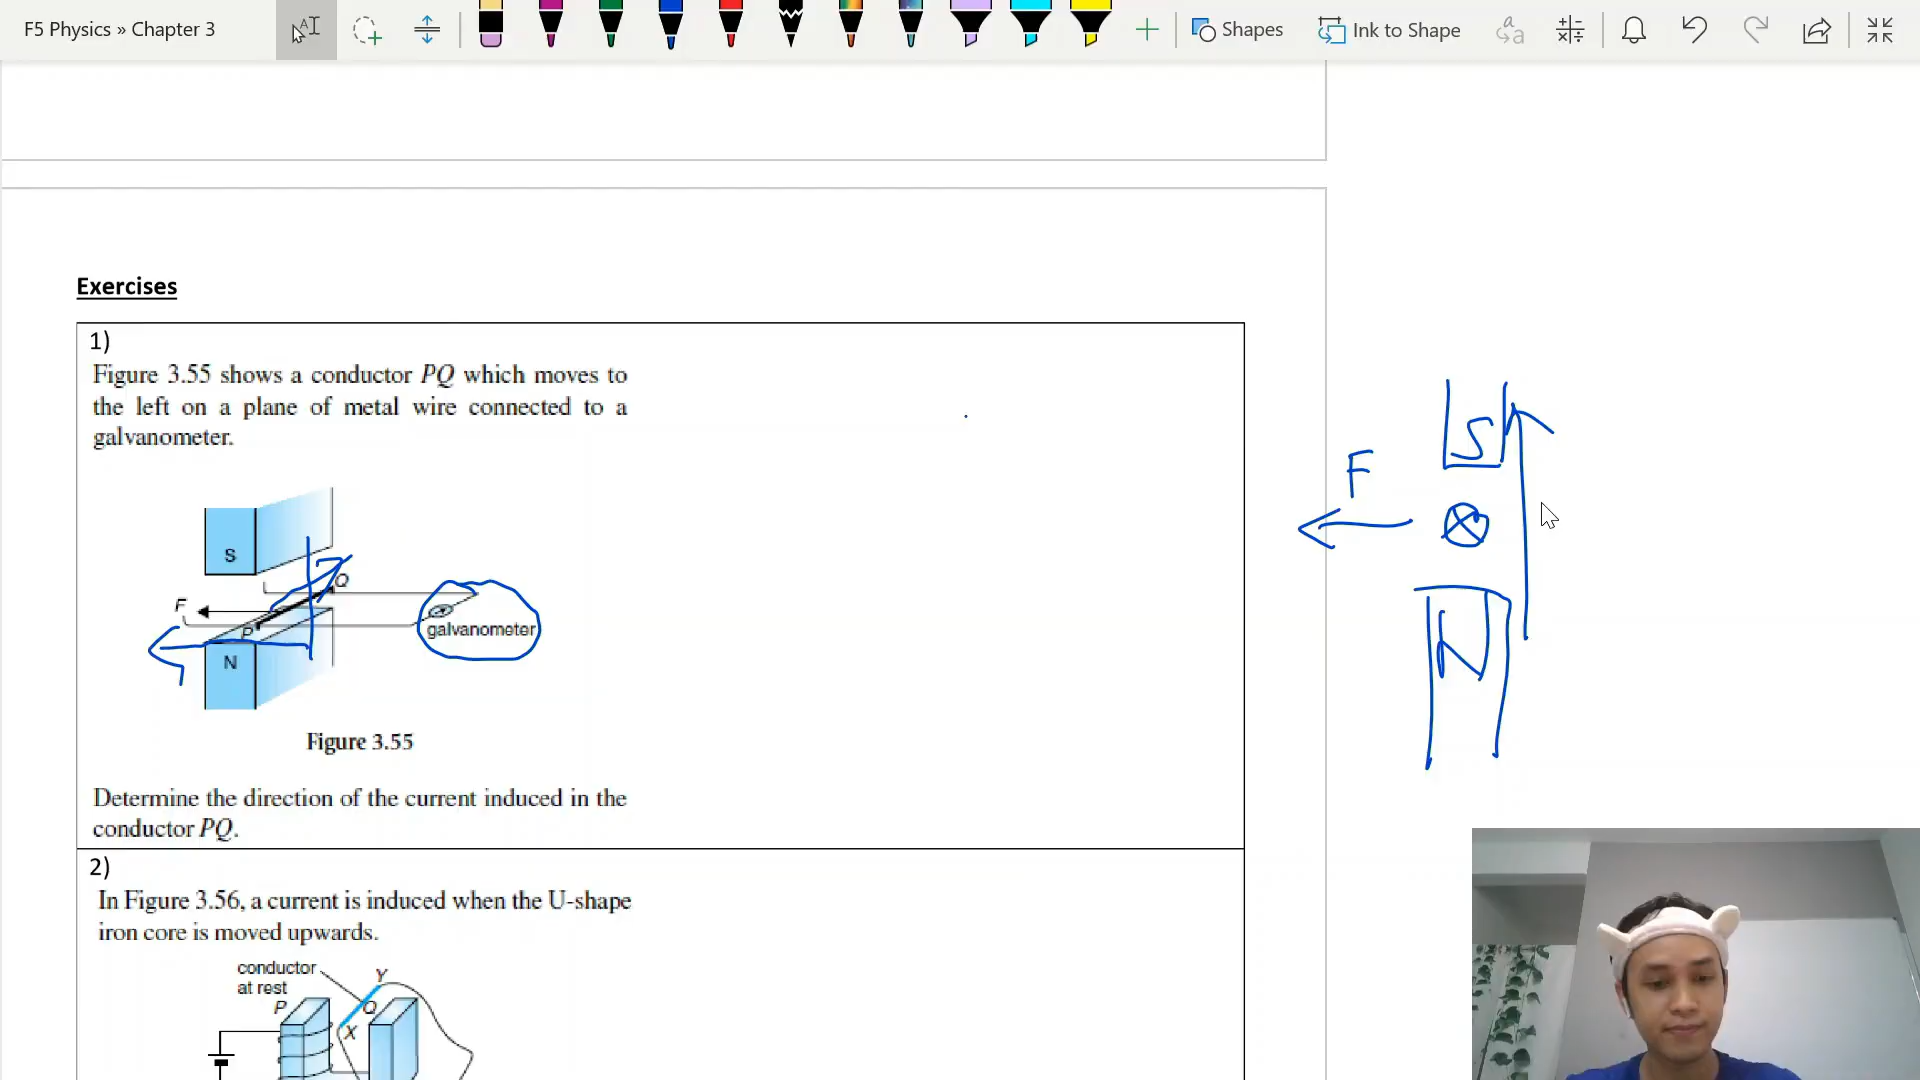 F5 Physics » Chapter 3
Shapes
Ink to Shape
Exercises
1)
Figure 3.55 shows a conductor PQ which moves to
the left on a plane of metal wire connected to a
galvanometer.
S
Q
F
P
galvanometer
N
Figure 3.55
Determine the direction of the current induced in the
conductor PQ.
S
F
N
2)
In Figure 3.56, a current is induced when the U-shape
iron core is moved upwards.
conductor
at rest
Y
P
Q
X